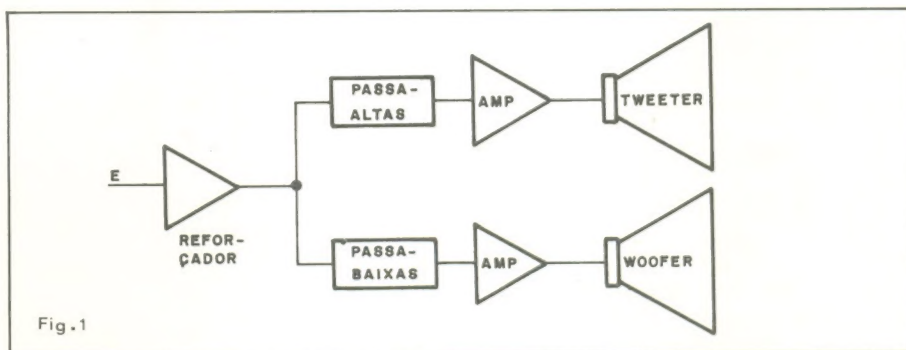 PASSA-
ALTAS
AMP
TWEETER
E
REFOR-
ÇADOR
PASSA-
BAIXAS
AMP
WOOFER
Fig.1